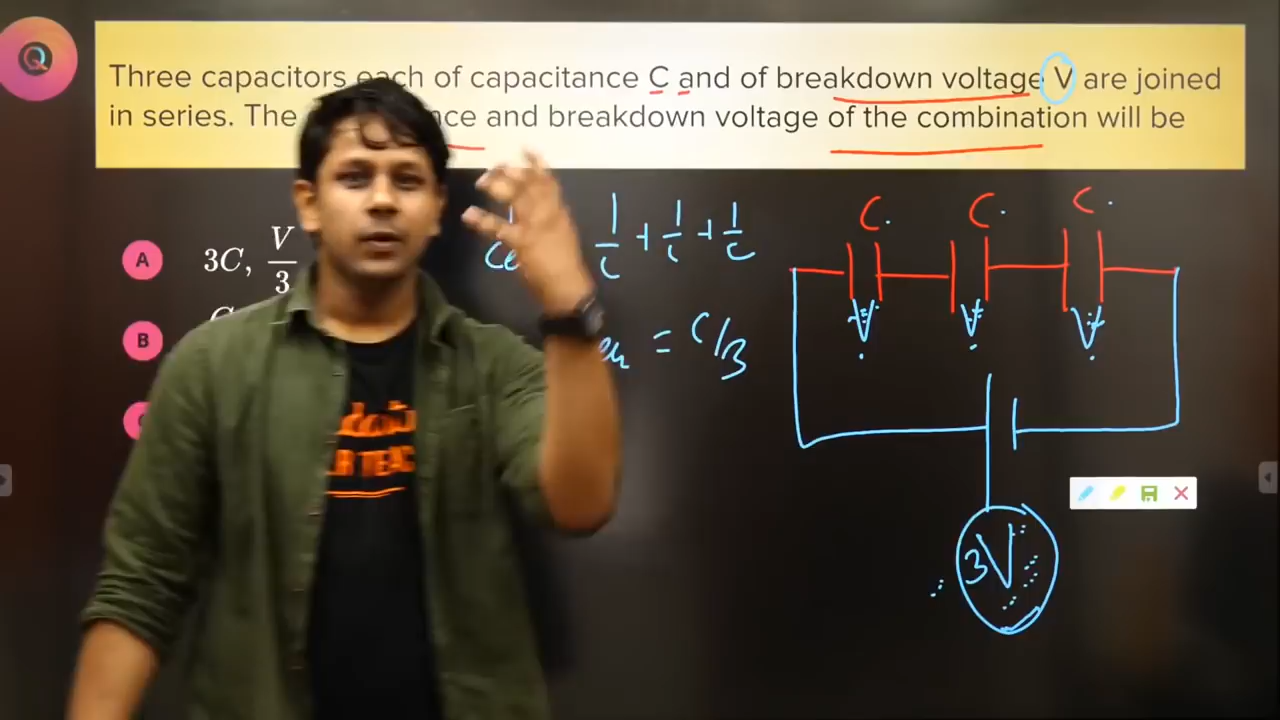 Q
Three capacitors each of capacitance C and of breakdown voltage V are joined
in series. The and breakdown voltage of the combination will be
A 3C, V/3
B
1/C + 1/C + 1/C
= C/3
C. C. C.
V V V
3V